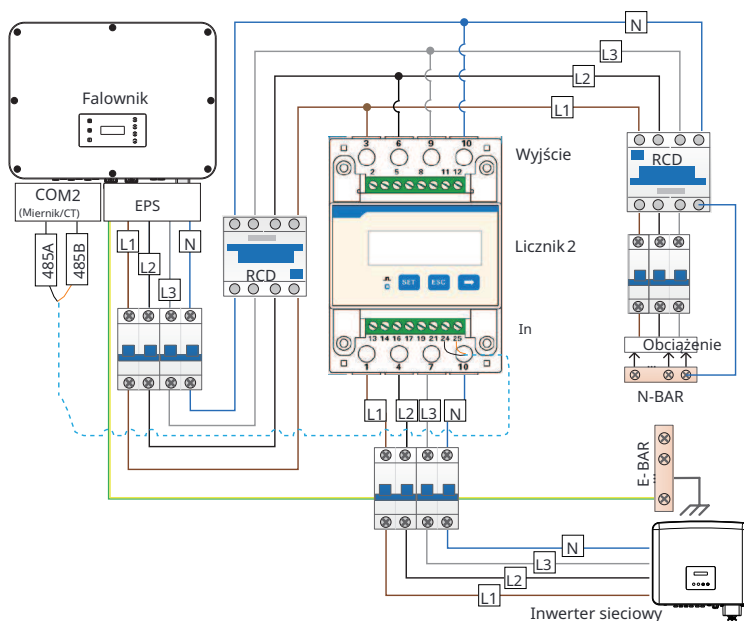 N
L3
L2
L1
Falownik
COM2
(Miernik/CT)
EPS
485A
485B
L1
L2
L3
N
RCD
3 6 9 10
2 5 8 11 12
Wyjście
Licznik 2
SET ESC
In
13 14 16 17 19 21 24 25
1 4 7 10
L1 L2 L3 N
RCD
Obciążenie
N-BAR
E-BAR
N
L3
L2
L1
Inwerter sieciowy